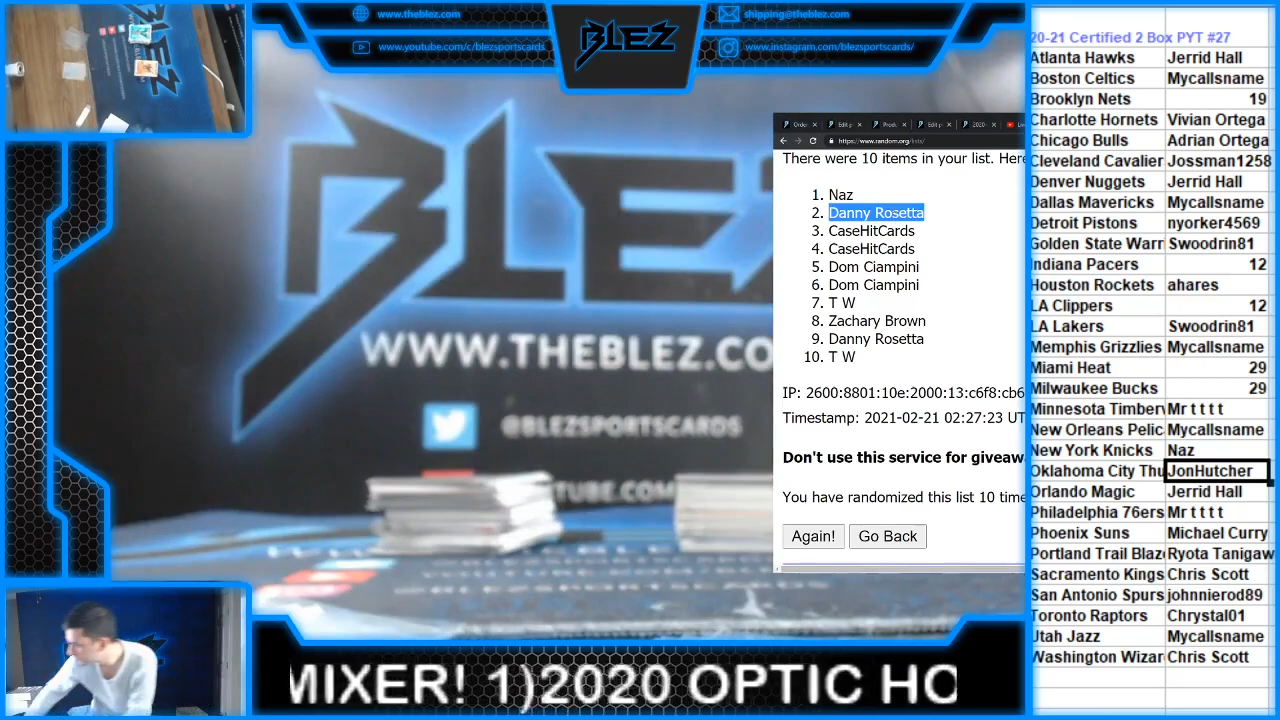 www.theblez.com
www.youtube.com/c/blezsportscards
BLEZ
shipping@theblez.com
www.instagram.com/blezsportscards/
BLEZ
WWW.THEBLEZ.CO
@BLEZSPORTSCARDS
https://www.random.org/lists/
There were 10 items in your list. Here
1. Naz
2. Danny Rosetta
3. CaseHitCards
4. CaseHitCards
5. Dom Ciampini
6. Dom Ciampini
7. T W
8. Zachary Brown
9. Danny Rosetta
10. T W
IP: 2600:8801:10e:2000:13:c6f8:cb6
Timestamp: 2021-02-21 02:27:23 UT
Don't use this service for giveaw
You have randomized this list 10 time
Again! Go Back
20-21 Certified 2 Box PYT #27
Atlanta Hawks Jerrid Hall
Boston Celtics Mycallsname
Brooklyn Nets 19
Charlotte Hornets Vivian Ortega
Chicago Bulls Adrian Ortega
Cleveland Cavalier Jossman1258
Denver Nuggets Jerrid Hall
Dallas Mavericks Mycallsname
Detroit Pistons nyorker4569
Golden State Warr Swoodrin81
Indiana Pacers 12
Houston Rockets ahares
LA Clippers 12
LA Lakers Swoodrin81
Memphis Grizzlies Mycallsname
Miami Heat 29
Milwaukee Bucks 29
Minnesota Timberv Mr t t t t
New Orleans Pelic Mycallsname
New York Knicks Naz
Oklahoma City Thu JonHutcher
Orlando Magic Jerrid Hall
Philadelphia 76ers Mr t t t t
Phoenix Suns Michael Curry
Portland Trail Blaz Ryota Tanigaw
Sacramento Kings Chris Scott
San Antonio Spurs johnnierod89
Toronto Raptors Chrystal01
Utah Jazz Mycallsname
Washington Wizar Chris Scott
MIXER! 1)2020 OPTIC HO